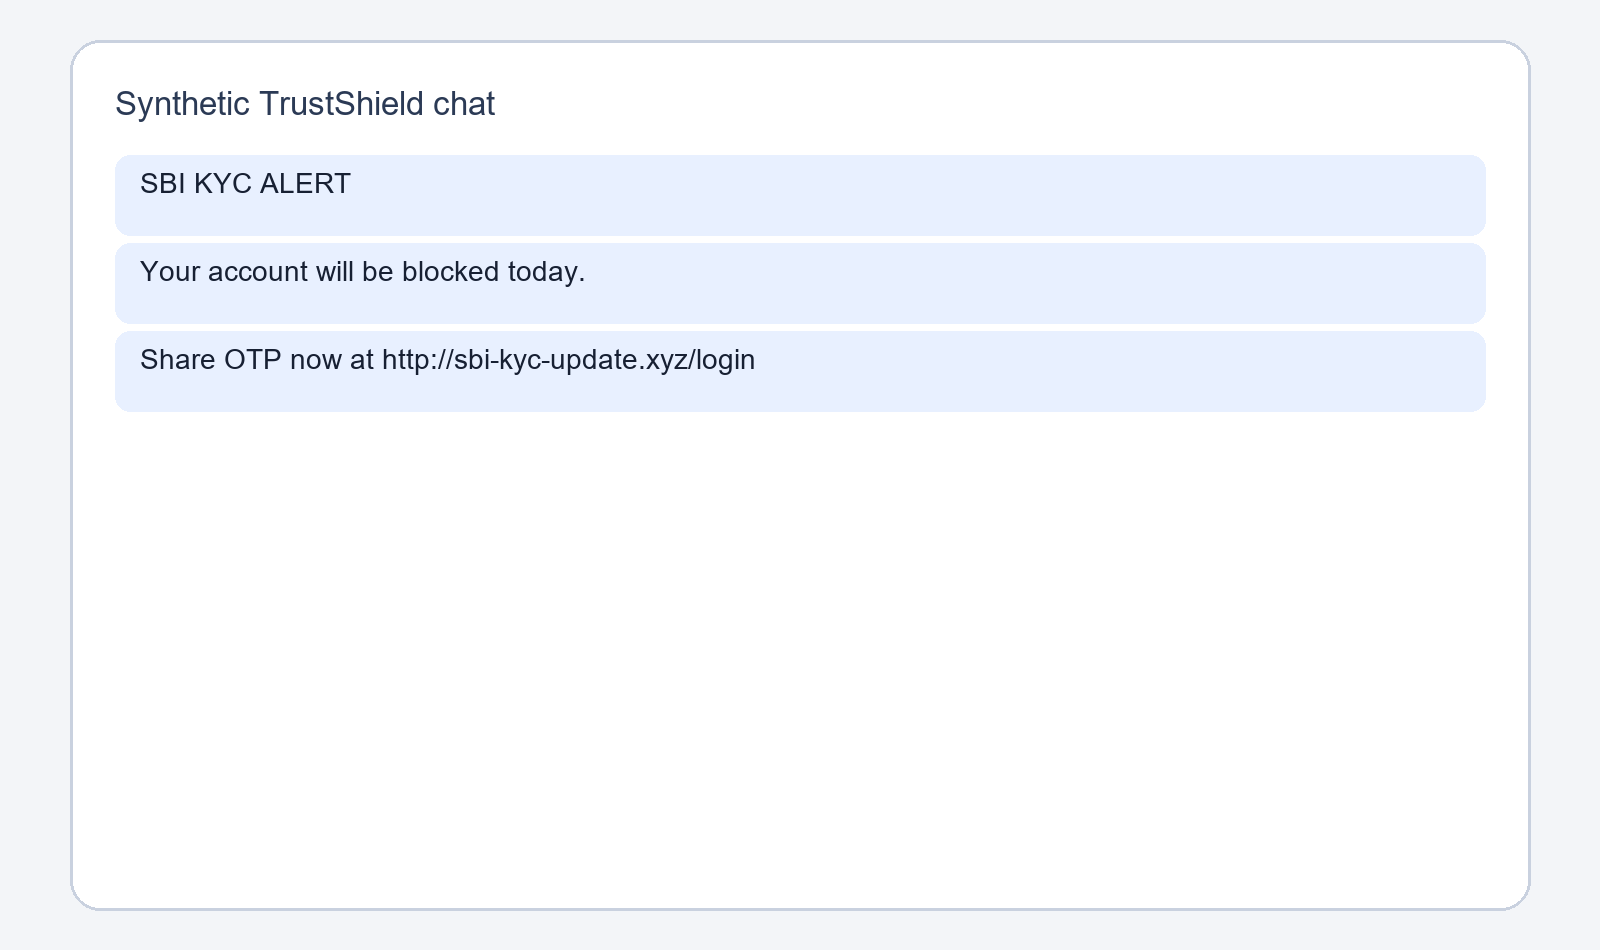 Synthetic TrustShield chat
SBI KYC ALERT
Your account will be blocked today.
Share OTP now at http://sbi-kyc-update.xyz/login